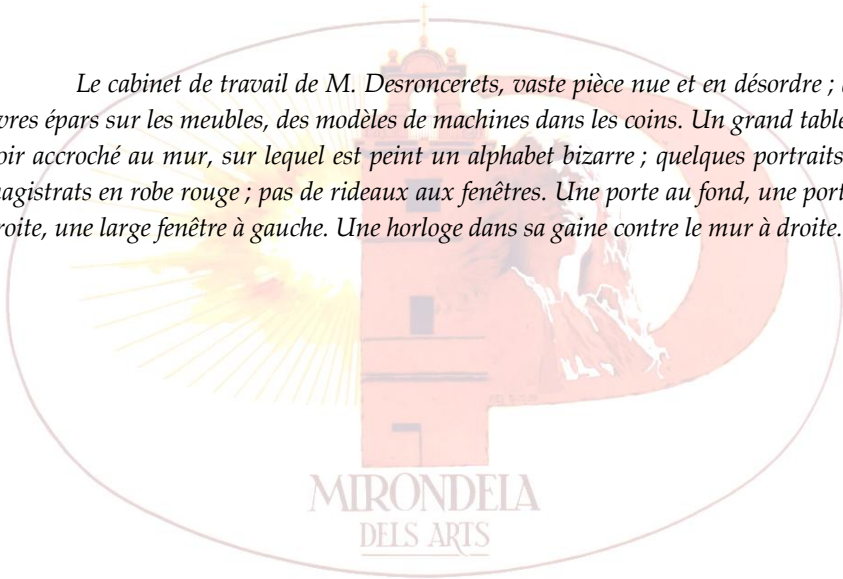 Le cabinet de travail de M. Desroncerets, vaste pièce nue et en désordre ;
vres épars sur les meubles, des modèles de machines dans les coins. Un grand table
oir accroché au mur, sur lequel est peint un alphabet bizarre ; quelques portraits
agistrats en robe rouge ; pas de rideaux aux fenêtres. Une porte au fond, une port
roite, une large fenêtre à gauche. Une horloge dans sa gaine contre le mur à droite.
MIRONDELA
DELS ARTS